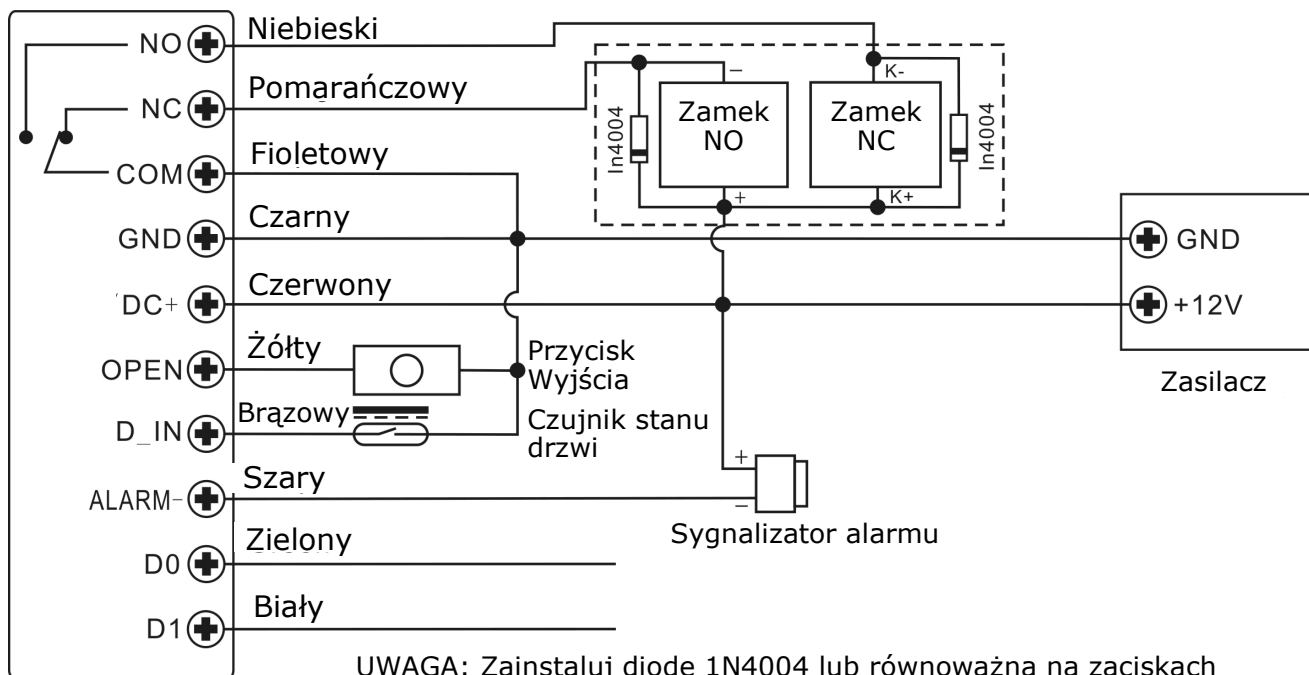 NO Niebieski
NC Pomarańczowy
COM Fioletowy
GND Czarny
'DC+ Czerwony
OPEN Żółty
D_IN Brązowy
ALARM- Szary
D0 Zielony
D1 Biały
In4004
−
Zamek
NO
+
K-
Zamek
NC
K+
In4004
GND
+12V
Zasilacz
Przycisk
Wyjścia
Czujnik stanu
drzwi
+
−
Sygnalizator alarmu
UWAGA: Zainstaluj diodę 1N4004 lub równoważną na zaciskach